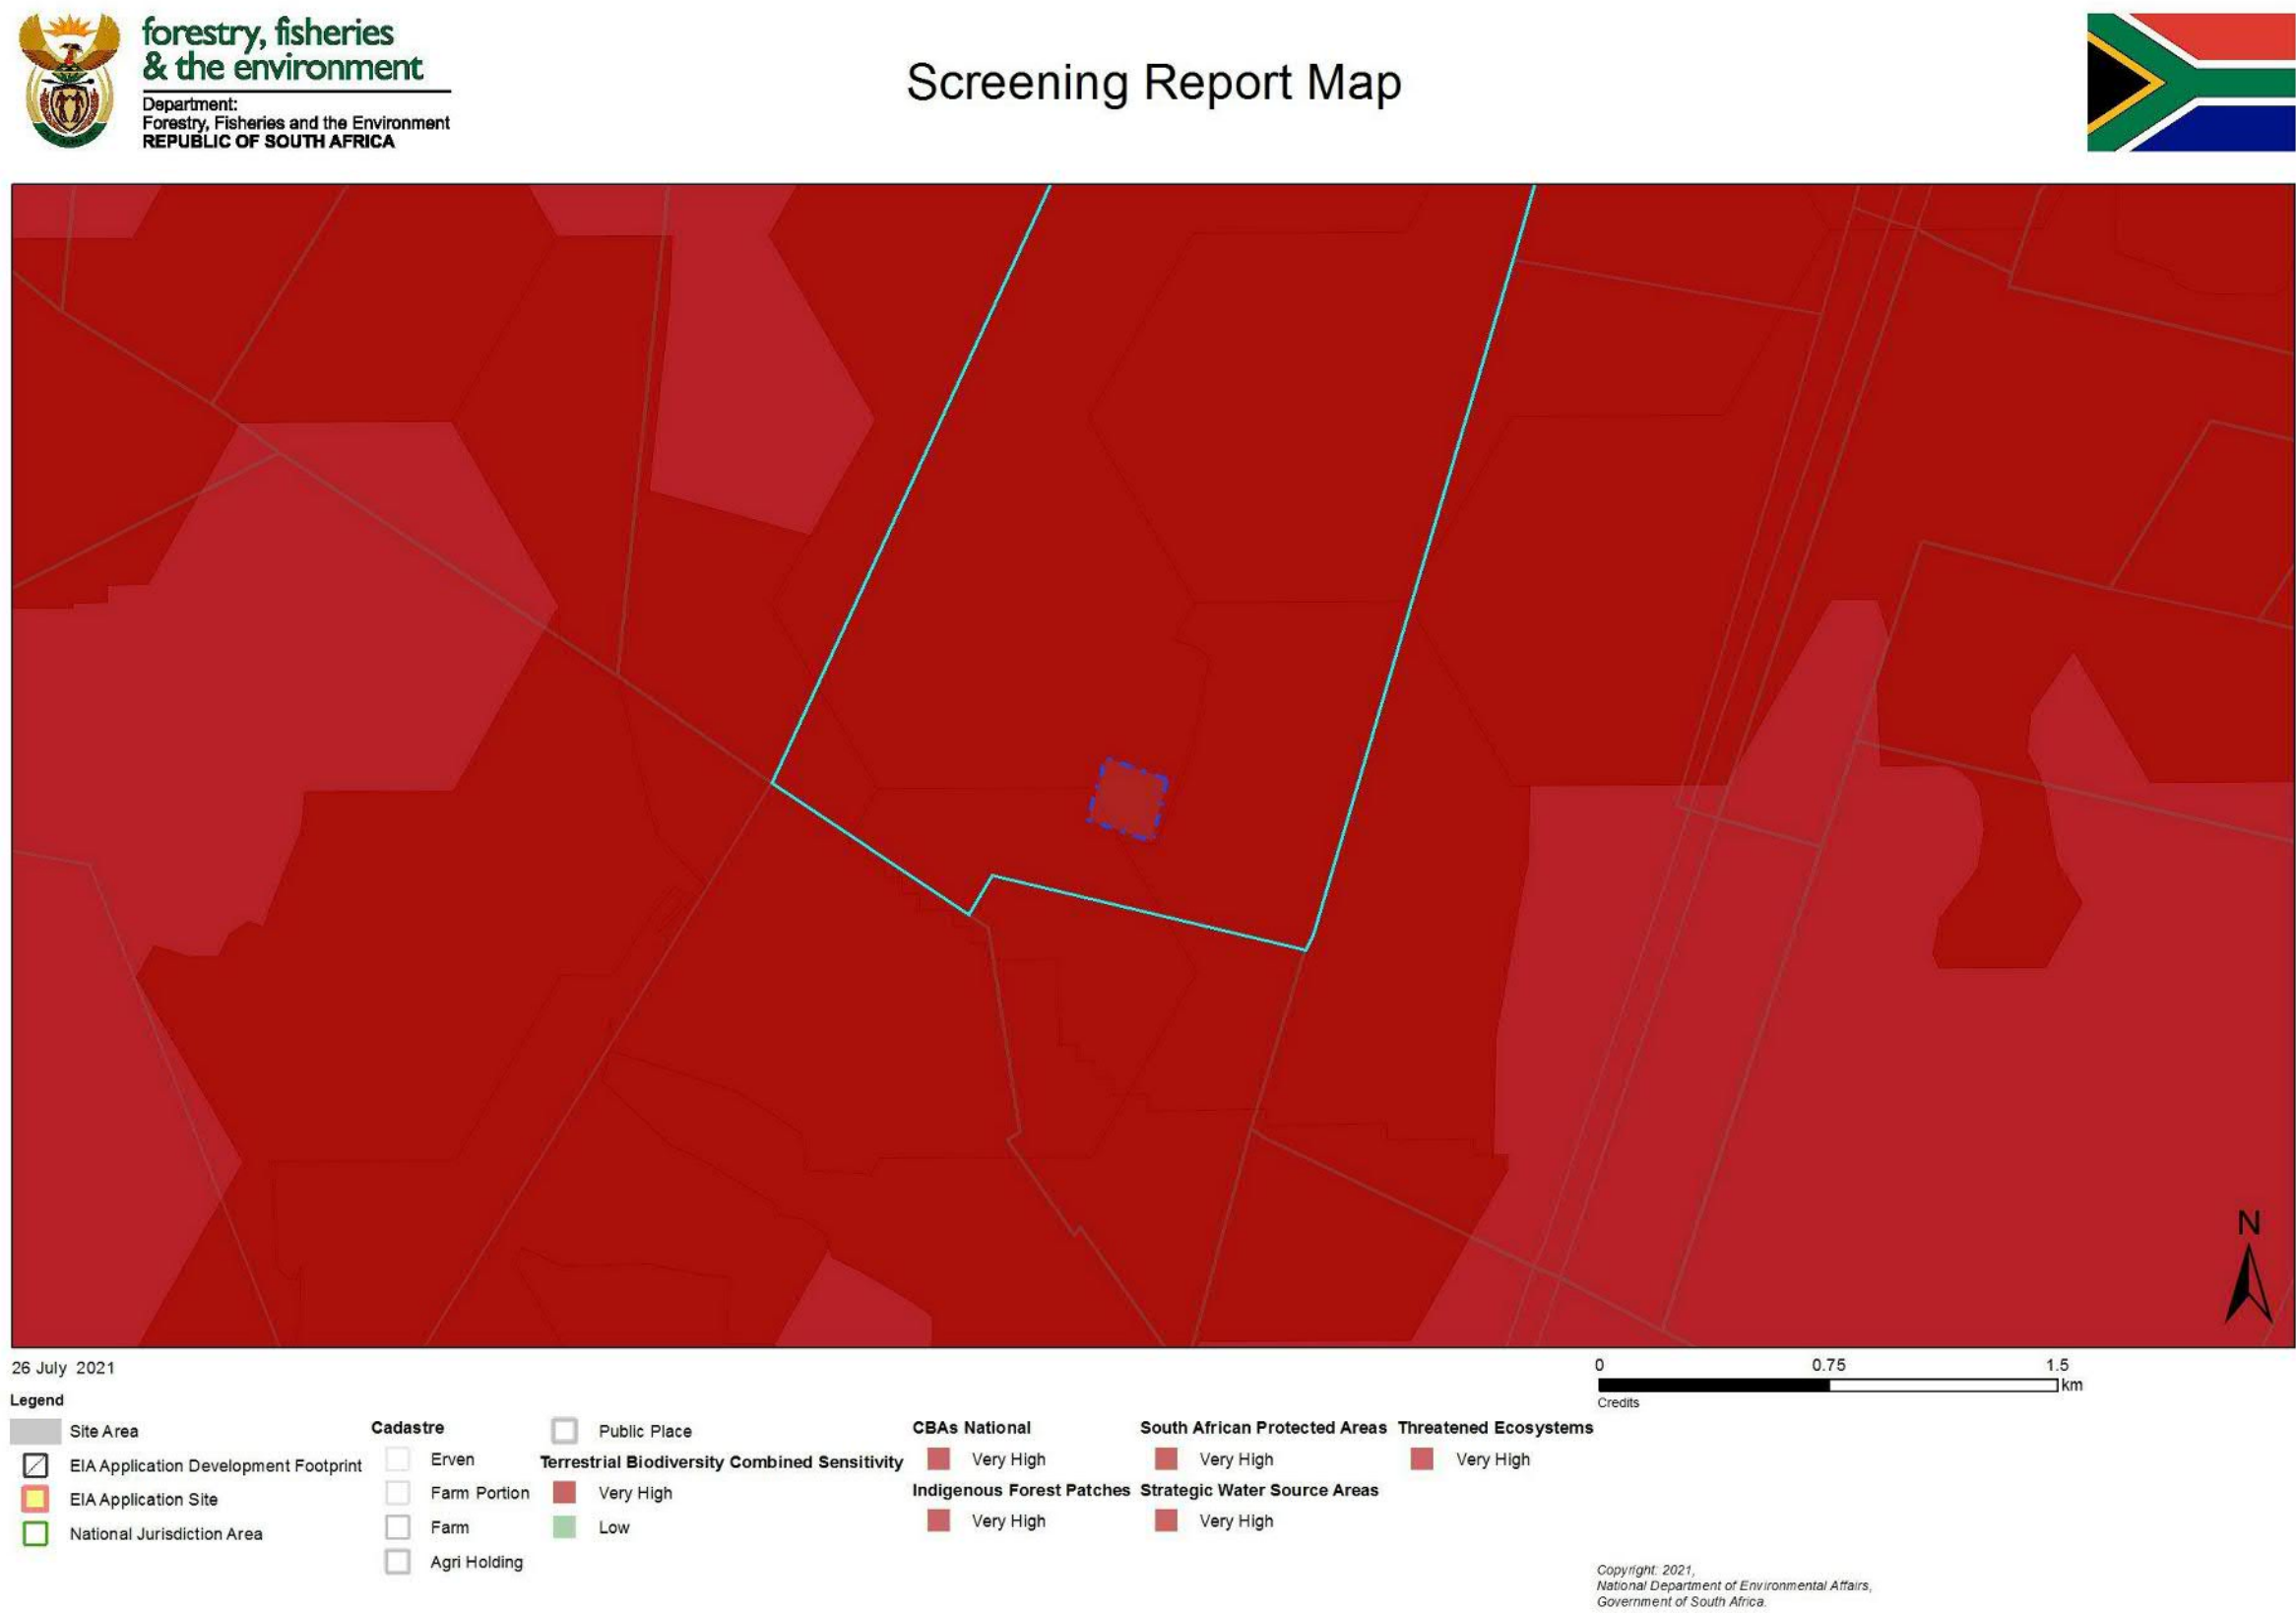 forestry, fisheries
& the environment
Department:
Forestry, Fisheries and the Environment
REPUBLIC OF SOUTH AFRICA
Screening Report Map
N
26 July 2021
0 0.75 1.5
km
Credits
Legend
Site Area
EIA Application Development Footprint
EIA Application Site
National Jurisdiction Area
Cadastre
Erven
Farm Portion
Farm
Agri Holding
Public Place
Terrestrial Biodiversity Combined Sensitivity
Very High
Low
CBAs National
Very High
Indigenous Forest Patches
Very High
South African Protected Areas
Very High
Strategic Water Source Areas
Very High
Threatened Ecosystems
Very High
Copyright: 2021,
National Department of Environmental Affairs,
Government of South Africa.